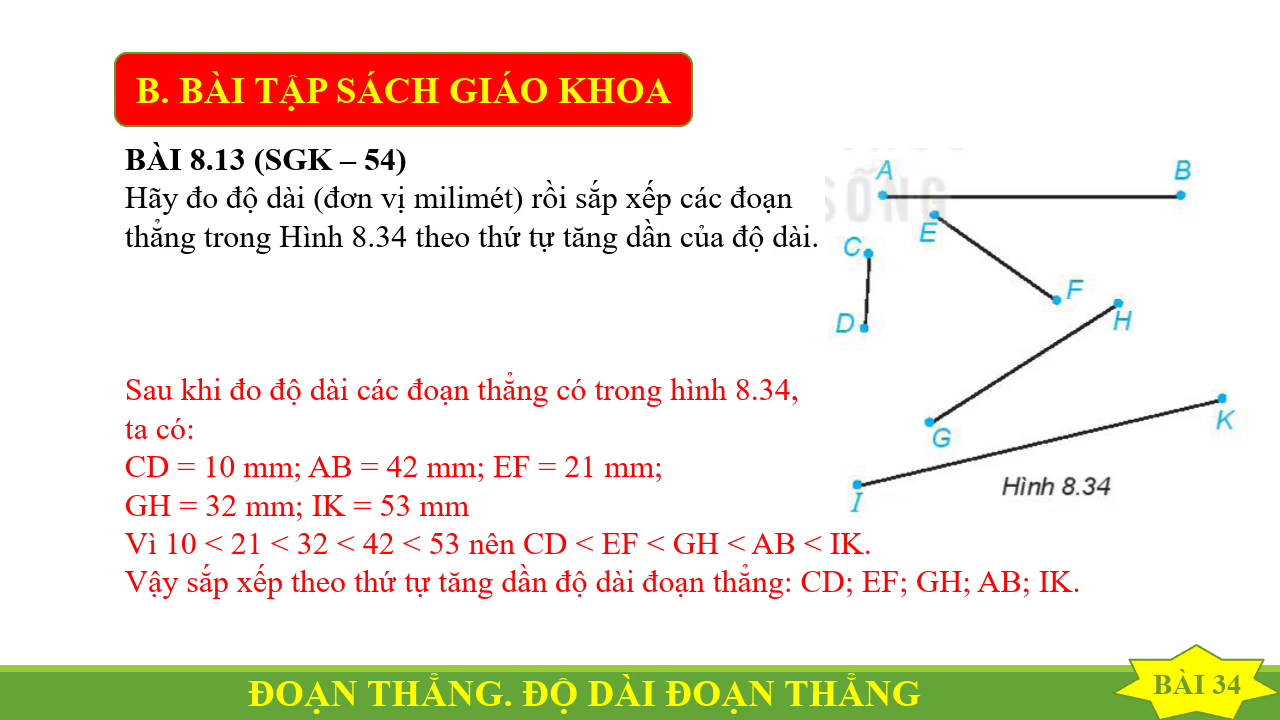 B. BÀI TẬP SÁCH GIÁO KHOA
BÀI 8.13 (SGK – 54)
Hãy đo độ dài (đơn vị milimét) rồi sắp xếp các đoạn
thẳng trong Hình 8.34 theo thứ tự tăng dần của độ dài.
SỐNG
A
B
E
C
F
D
H
G
K
I
Hình 8.34
Sau khi đo độ dài các đoạn thẳng có trong hình 8.34,
ta có:
CD = 10 mm; AB = 42 mm; EF = 21 mm;
GH = 32 mm; IK = 53 mm
Vì 10 < 21 < 32 < 42 < 53 nên CD < EF < GH < AB < IK.
Vậy sắp xếp theo thứ tự tăng dần độ dài đoạn thẳng: CD; EF; GH; AB; IK.
ĐOẠN THẲNG. ĐỘ DÀI ĐOẠN THẲNG
BÀI 34